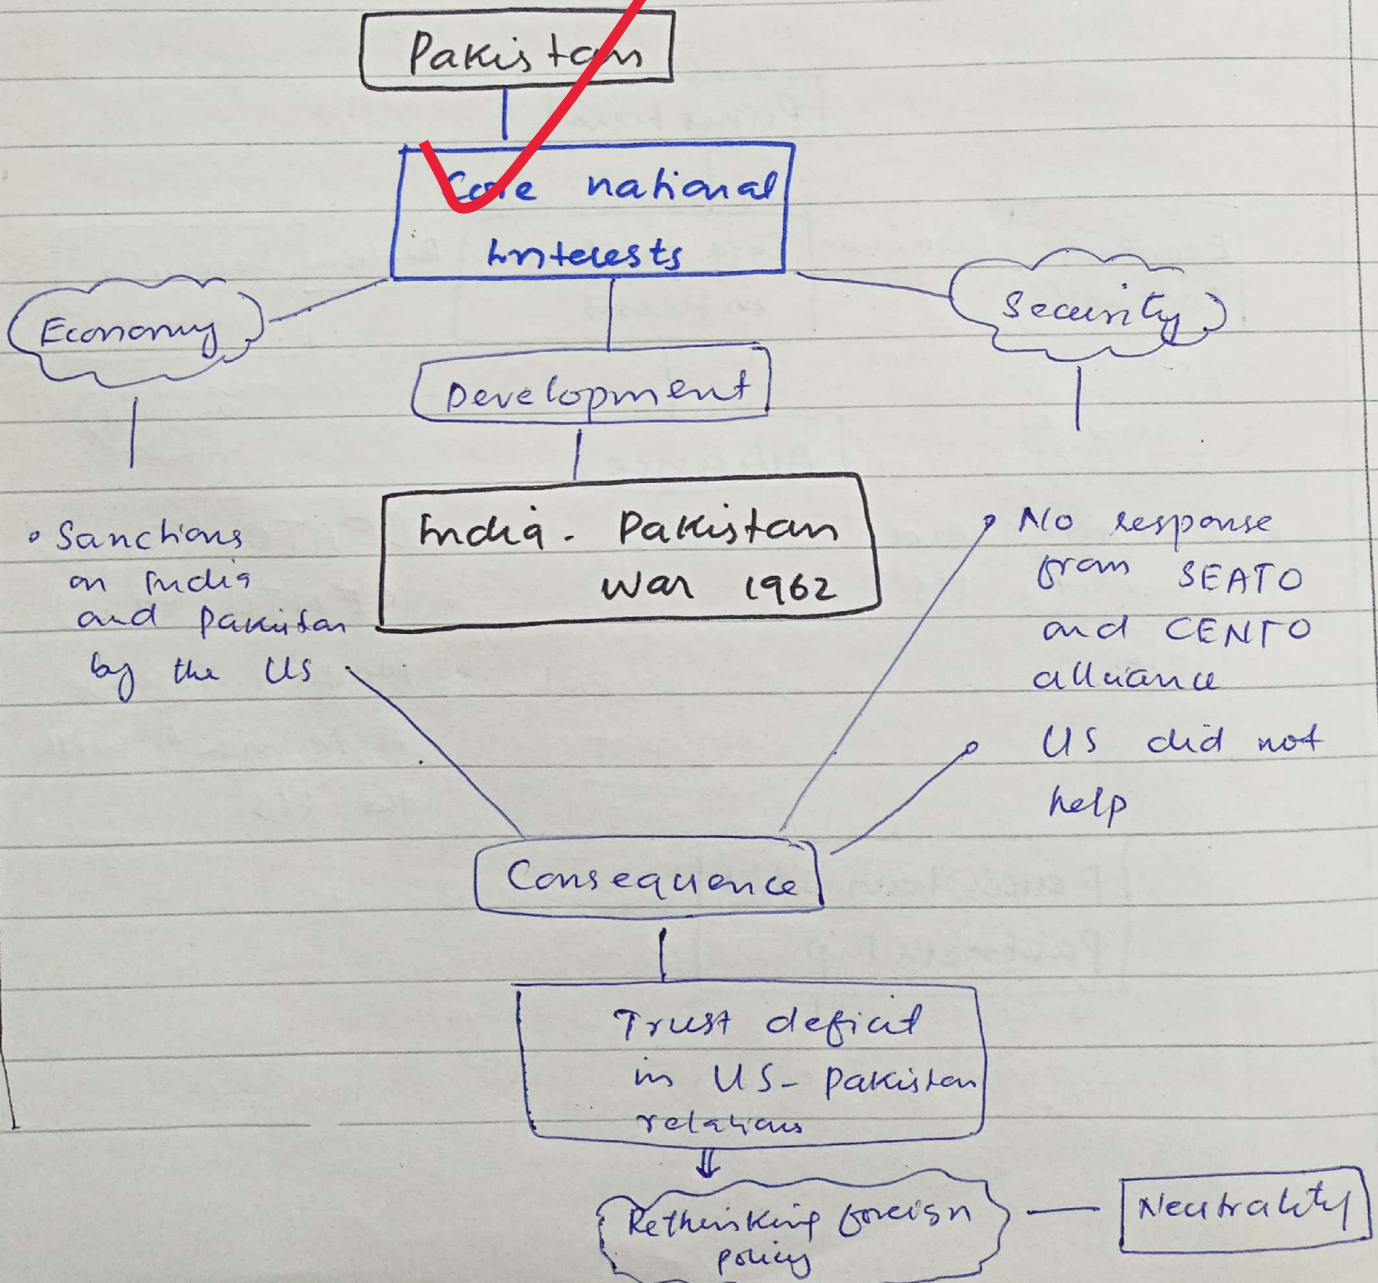 Pakistan
Core national
Interests
Economy
Security
Development
• Sanctions
on India
and Pakistan
by the US
India - Pakistan
War 1962
No response
from SEATO
and CENTO
alliance
US did not
help
Consequence
Trust deficit
in US - Pakistan
relations
Rethinking foreign
policy
Neutrality